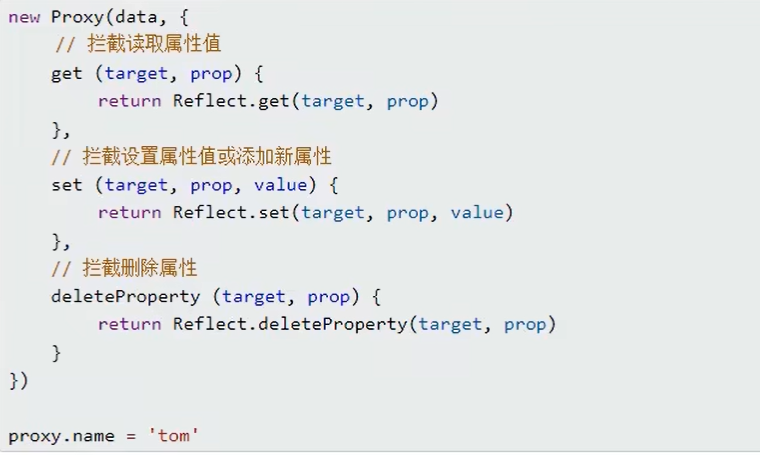 new Proxy(data, {
    // 拦截读取属性值
    get (target, prop) {
        return Reflect.get(target, prop)
    },
    // 拦截设置属性值或添加新属性
    set (target, prop, value) {
        return Reflect.set(target, prop, value)
    },
    // 拦截删除属性
    deleteProperty (target, prop) {
        return Reflect.deleteProperty(target, prop)
    }
})

proxy.name = 'tom'